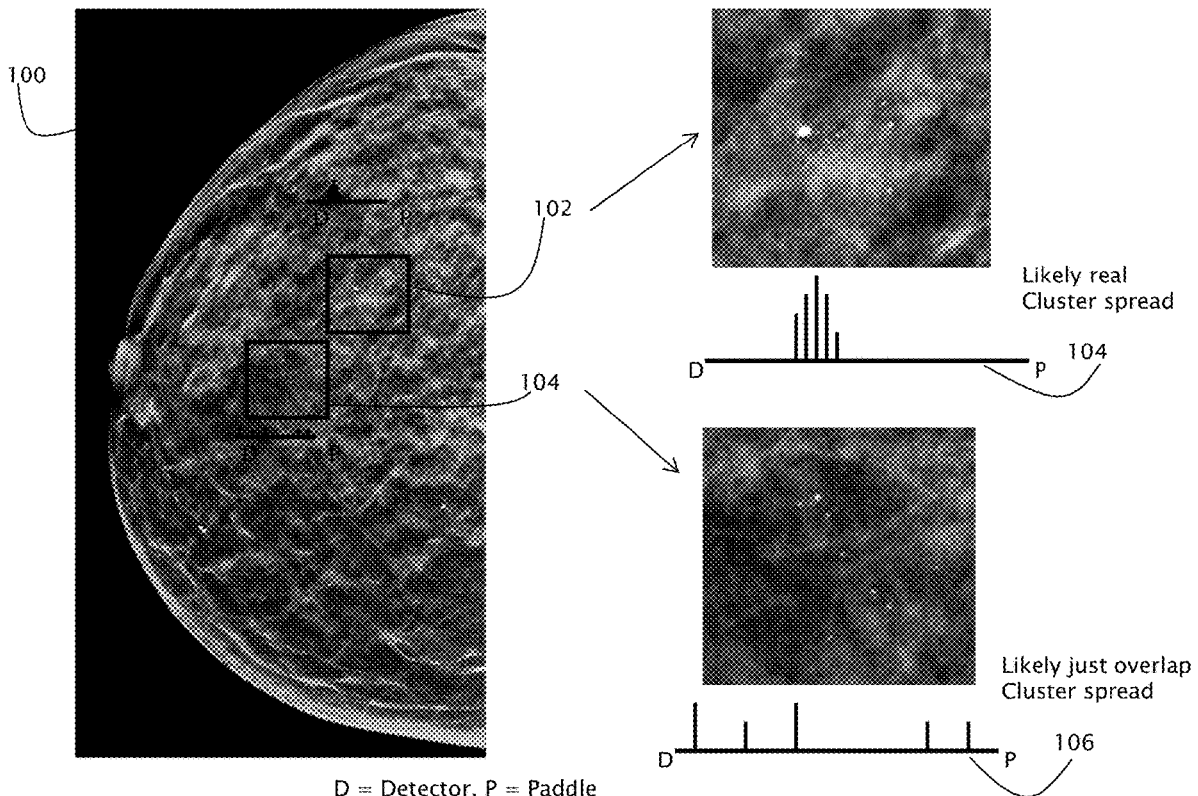 100
D
P
102
104
Likely real
Cluster spread
104
D
P
Likely just overlap
Cluster spread
106
D
P
D = Detector, P = Paddle